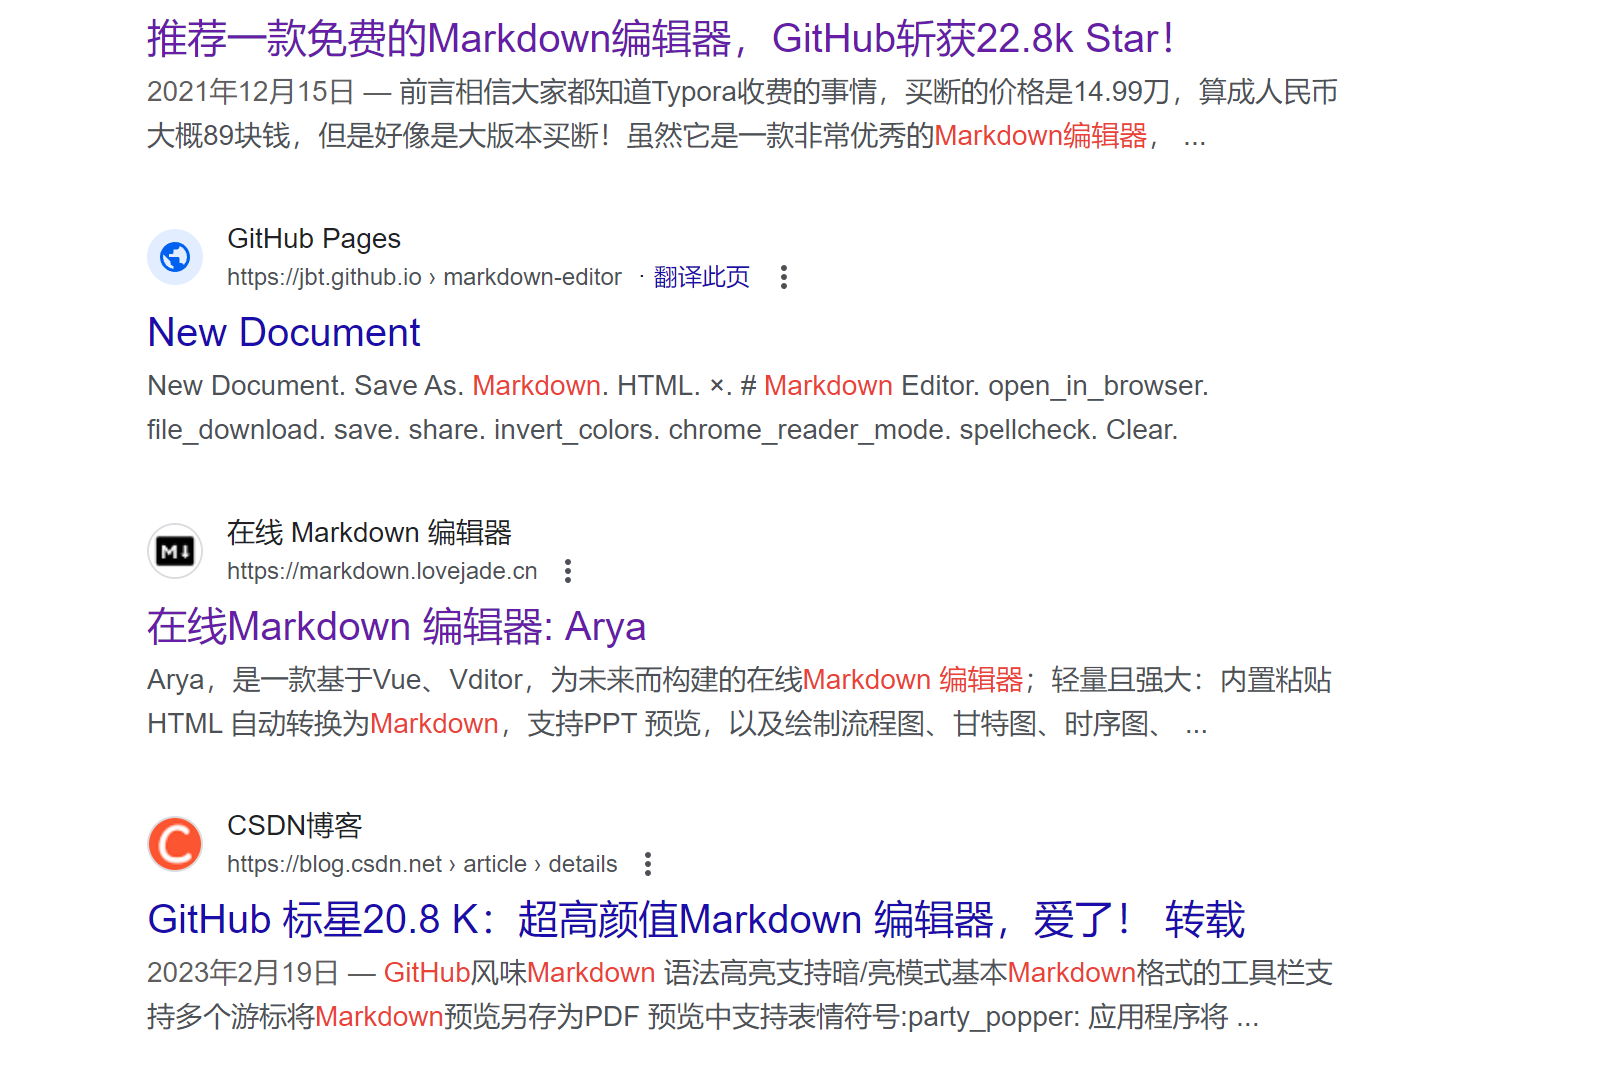 推荐一款免费的Markdown编辑器，GitHub斩获22.8k Star！
2021年12月15日 — 前言相信大家都知道Typora收费的事情，买断的价格是14.99刀，算成人民币
大概89块钱，但是好像是大版本买断！虽然它是一款非常优秀的Markdown编辑器， ...
GitHub Pages
https://jbt.github.io › markdown-editor · 翻译此页
New Document
New Document. Save As. Markdown. HTML. ×. # Markdown Editor. open_in_browser.
file_download. save. share. invert_colors. chrome_reader_mode. spellcheck. Clear.
M↓
在线 Markdown 编辑器
https://markdown.lovejade.cn
在线Markdown 编辑器: Arya
Arya，是一款基于Vue、Vditor，为未来而构建的在线Markdown 编辑器；轻量且强大：内置粘贴
HTML 自动转换为Markdown，支持PPT 预览，以及绘制流程图、甘特图、时序图、 ...
C
CSDN博客
https://blog.csdn.net › article › details
GitHub 标星20.8 K：超高颜值Markdown 编辑器，爱了！ 转载
2023年2月19日 — GitHub风味Markdown 语法高亮支持暗/亮模式基本Markdown格式的工具栏支
持多个游标将Markdown预览另存为PDF 预览中支持表情符号:party_popper: 应用程序将 ...